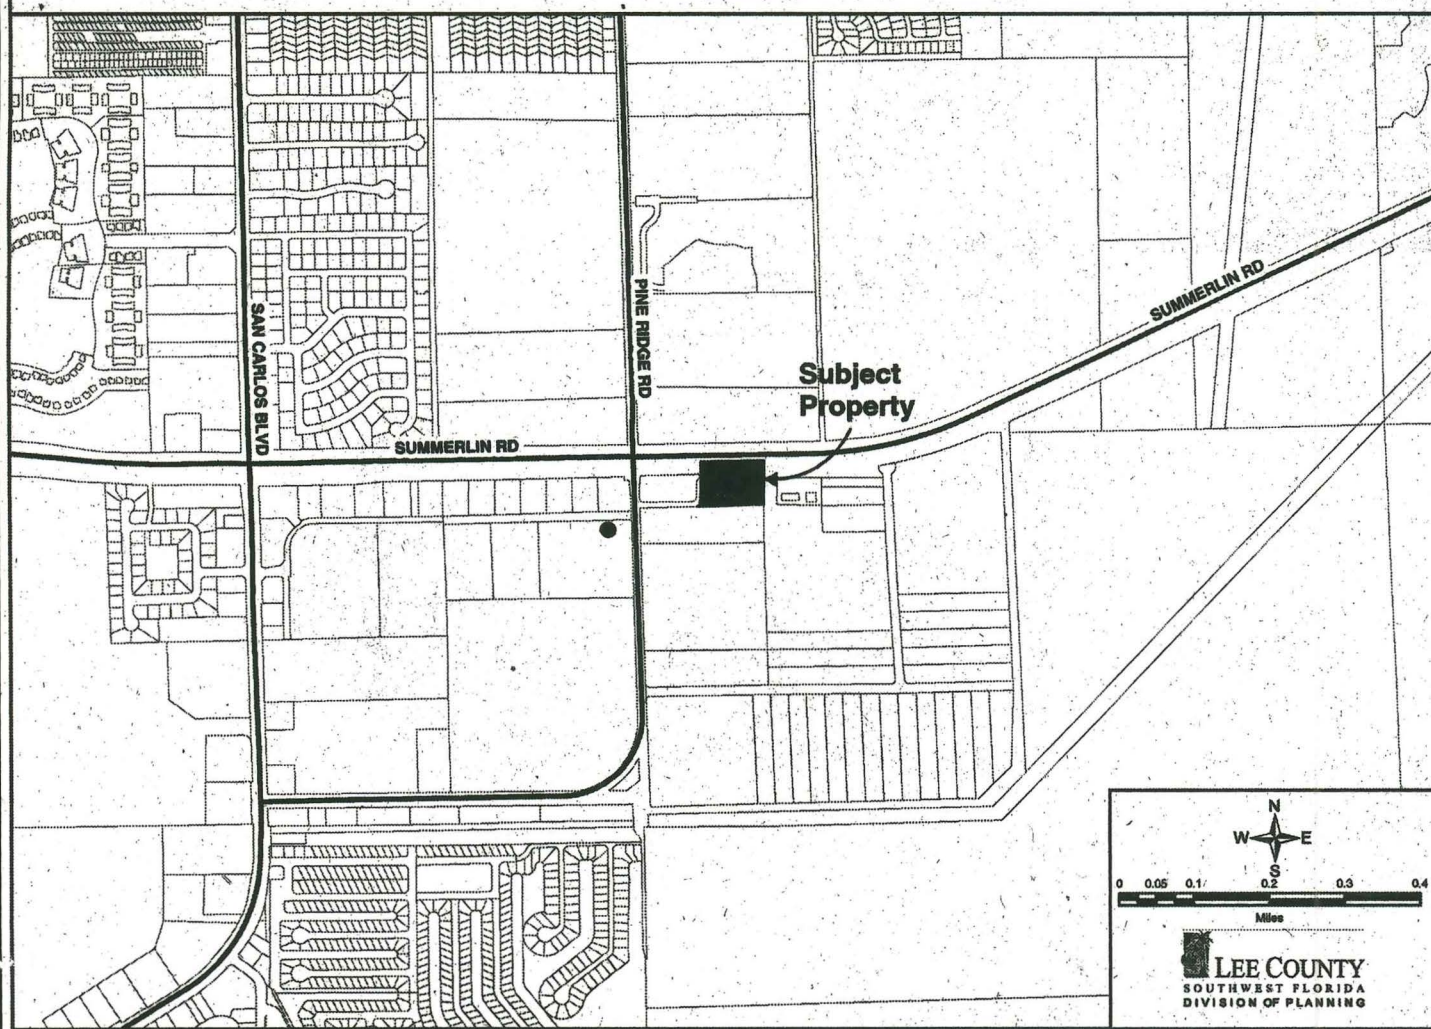 SUMMERLIN RD
PINE RIDGE RD
SAN CARLOS BLVD
Subject
Property
SUMMERLIN RD
N
W E
S
0 0.05 0.1 0.2 0.3 0.4
Miles
LEE COUNTY
SOUTHWEST FLORIDA
DIVISION OF PLANNING